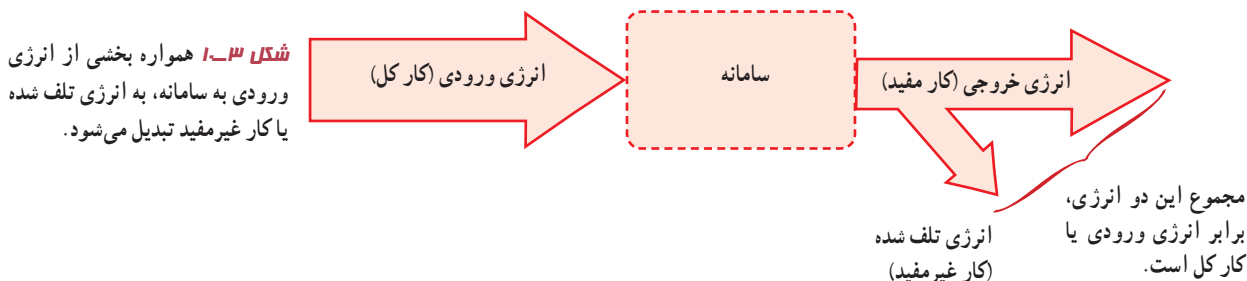 شکل ۳ــ۱۰ همواره بخشی از انرژی
ورودی به سامانه، به انرژی تلف شده
یا کار غیرمفید تبدیل می‌شود.
انرژی ورودی (کار کل)
سامانه
انرژی خروجی (کار مفید)
انرژی تلف شده
(کار غیرمفید)
مجموع این دو انرژی،
برابر انرژی ورودی یا
کار کل است.